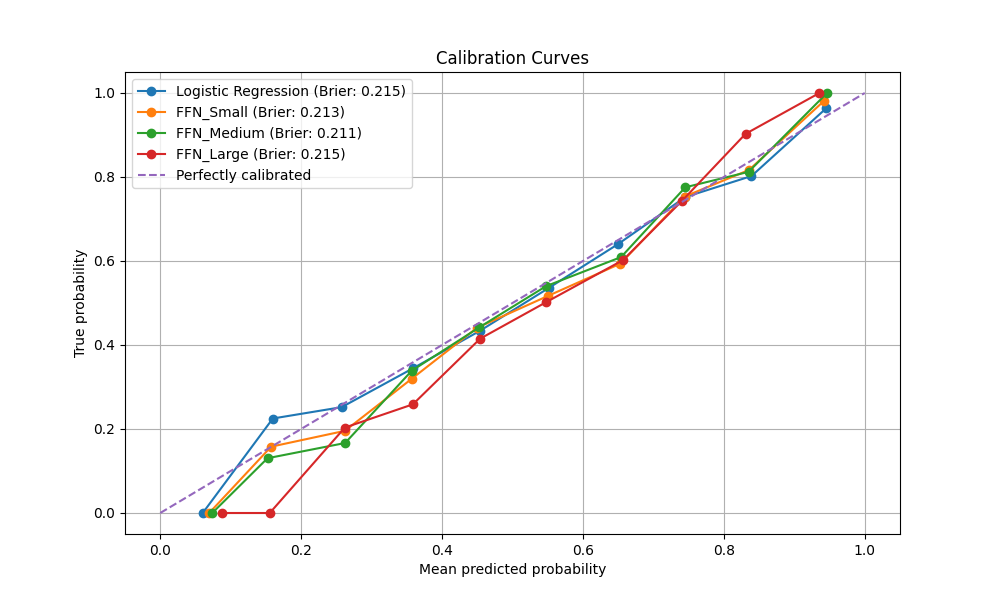 Calibration Curves
Logistic Regression (Brier: 0.215)
FFN_Small (Brier: 0.213)
FFN_Medium (Brier: 0.211)
FFN_Large (Brier: 0.215)
Perfectly calibrated
True probability
1.0
0.8
0.6
0.4
0.2
0.0
0.0 0.2 0.4 0.6 0.8 1.0
Mean predicted probability